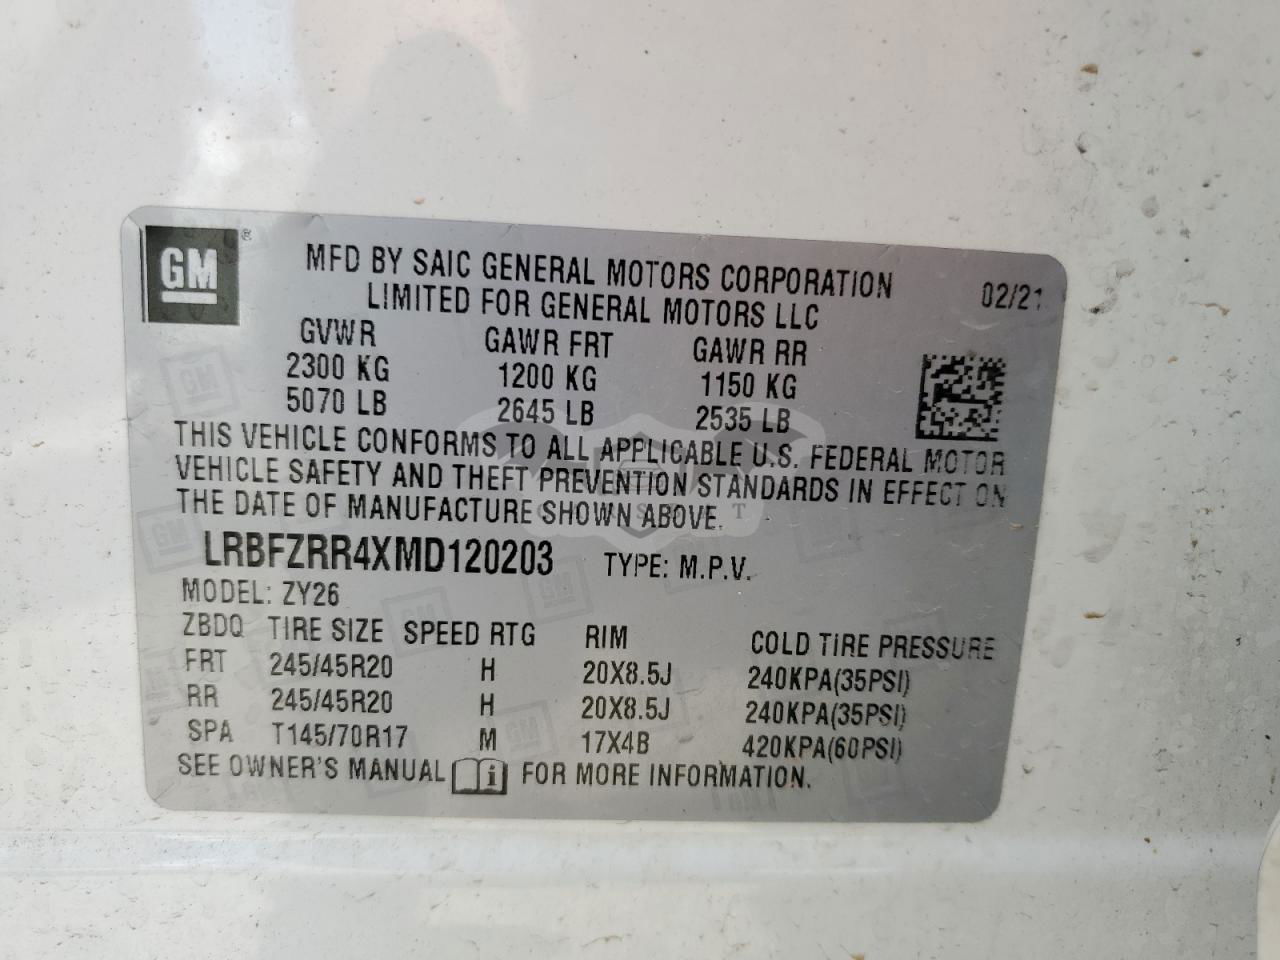 GM ®
MFD BY SAIC GENERAL MOTORS CORPORATION 02/21
LIMITED FOR GENERAL MOTORS LLC
GVWR GAWR FRT GAWR RR
2300 KG 1200 KG 1150 KG
5070 LB 2645 LB 2535 LB
THIS VEHICLE CONFORMS TO ALL APPLICABLE U.S. FEDERAL MOTOR
VEHICLE SAFETY AND THEFT PREVENTION STANDARDS IN EFFECT ON
THE DATE OF MANUFACTURE SHOWN ABOVE.
LRBFZRR4XMD120203 TYPE: M.P.V.
MODEL: ZY26
ZBDQ TIRE SIZE SPEED RTG RIM COLD TIRE PRESSURE
FRT 245/45R20 H 20X8.5J 240KPA(35PSI)
RR 245/45R20 H 20X8.5J 240KPA(35PSI)
SPA T145/70R17 M 17X4B 420KPA(60PSI)
SEE OWNER'S MANUAL i FOR MORE INFORMATION.